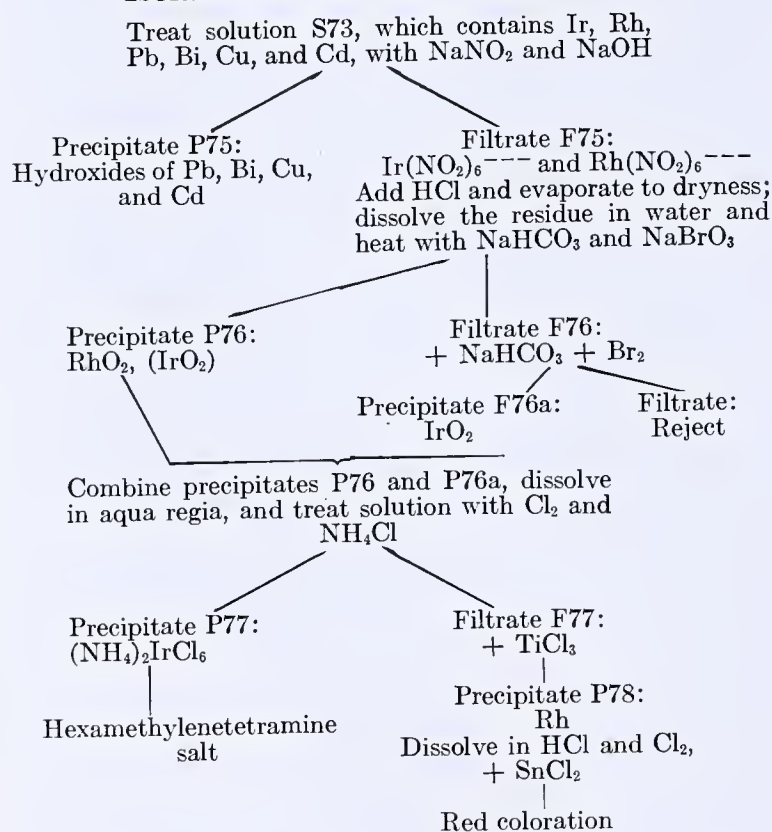 Treat solution S73, which contains Ir, Rh,
Pb, Bi, Cu, and Cd, with NaNO₂ and NaOH
Precipitate P75:
Hydroxides of Pb, Bi, Cu,
and Cd
Filtrate F75:
Ir(NO₂)₆⁻⁻⁻ and Rh(NO₂)₆⁻⁻⁻
Add HCl and evaporate to dryness;
dissolve the residue in water and
heat with NaHCO₃ and NaBrO₃
Precipitate P76:
RhO₂, (IrO₂)
Filtrate F76:
+ NaHCO₃ + Br₂
Precipitate F76a:
IrO₂
Filtrate:
Reject
Combine precipitates P76 and P76a, dissolve
in aqua regia, and treat solution with Cl₂ and
NH₄Cl
Precipitate P77:
(NH₄)₂IrCl₆
Hexamethylenetetramine
salt
Filtrate F77:
+ TiCl₃
Precipitate P78:
Rh
Dissolve in HCl and Cl₂,
+ SnCl₂
Red coloration